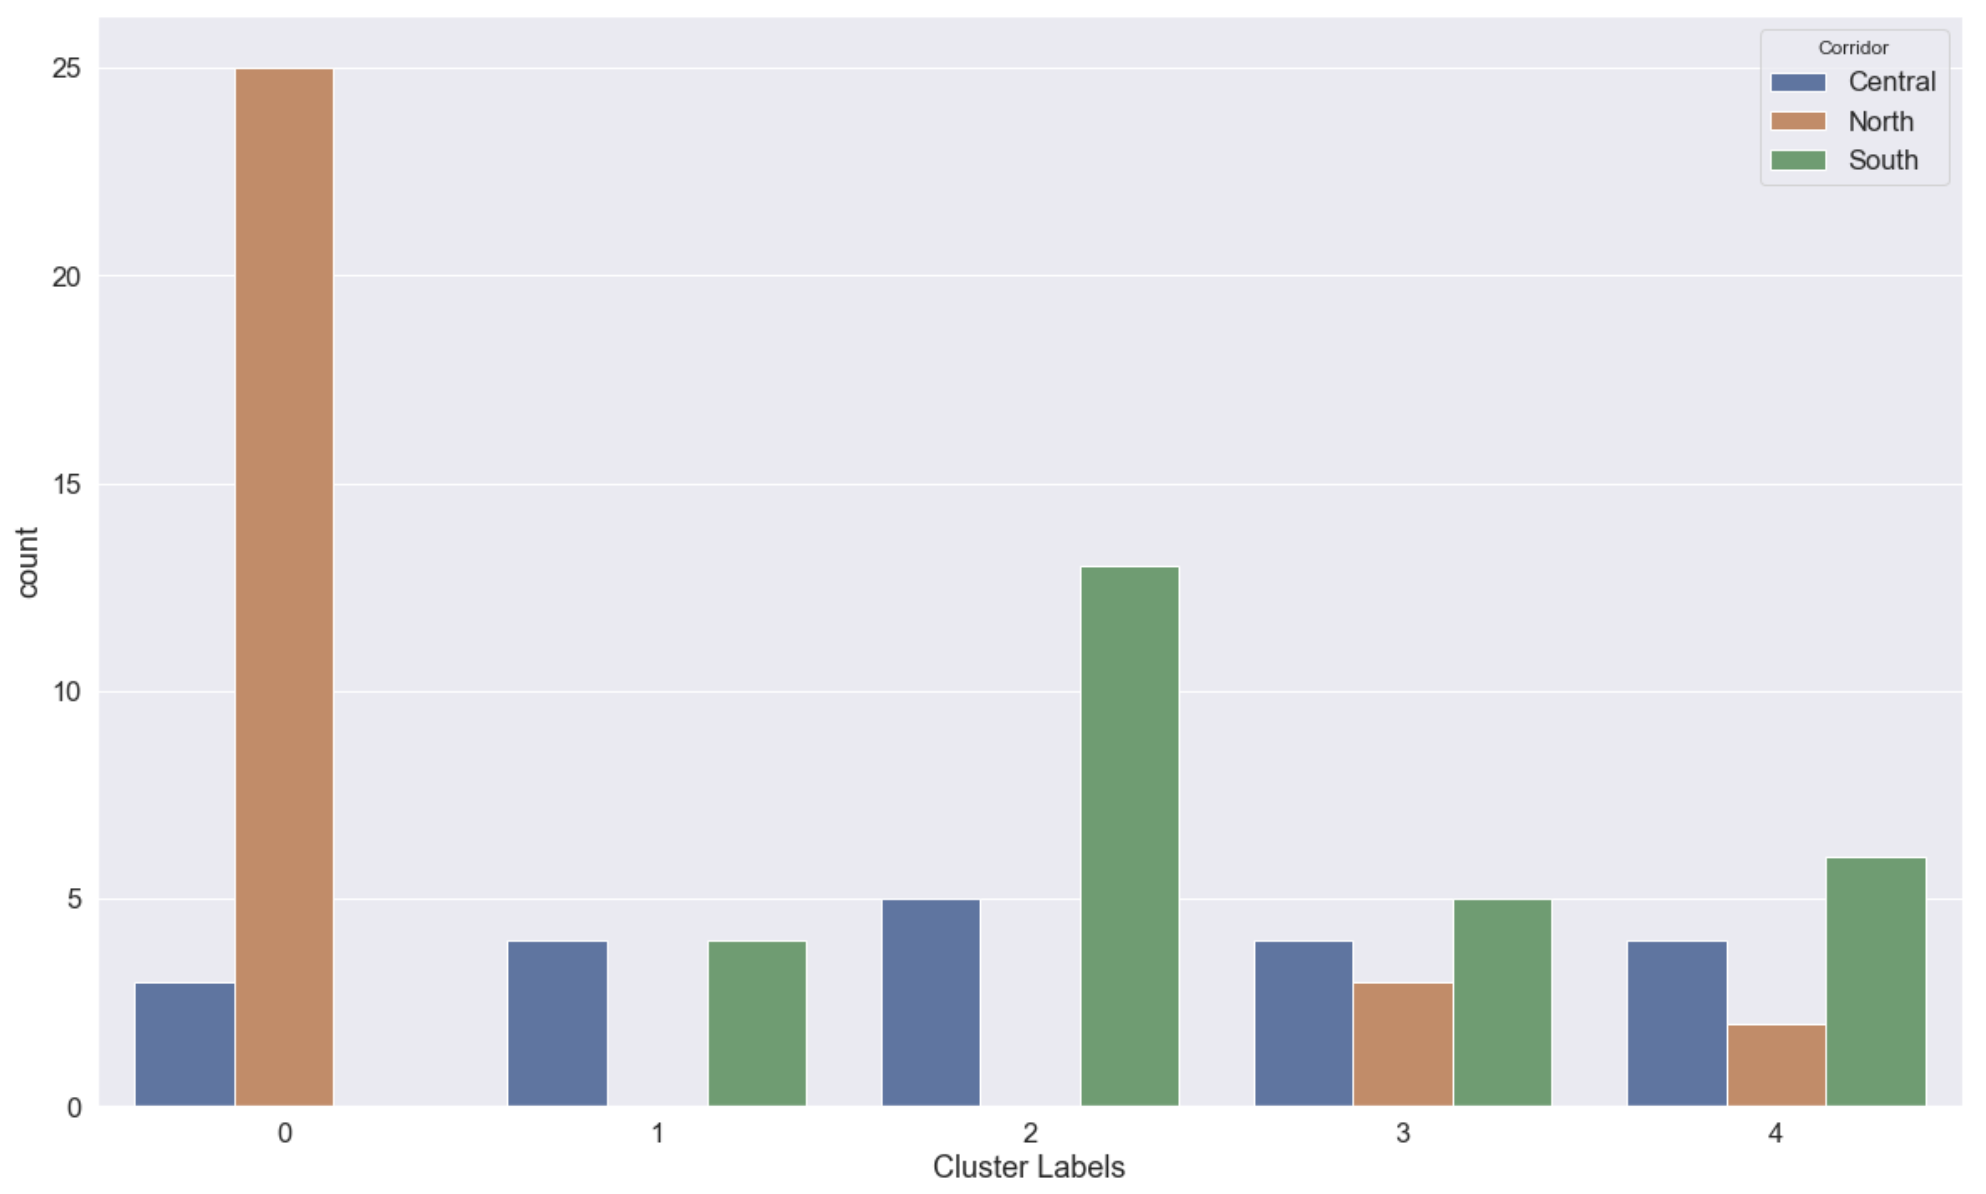 Corridor
Central
North
South
25
20
15
10
5
0
count
0 1 2 3 4
Cluster Labels